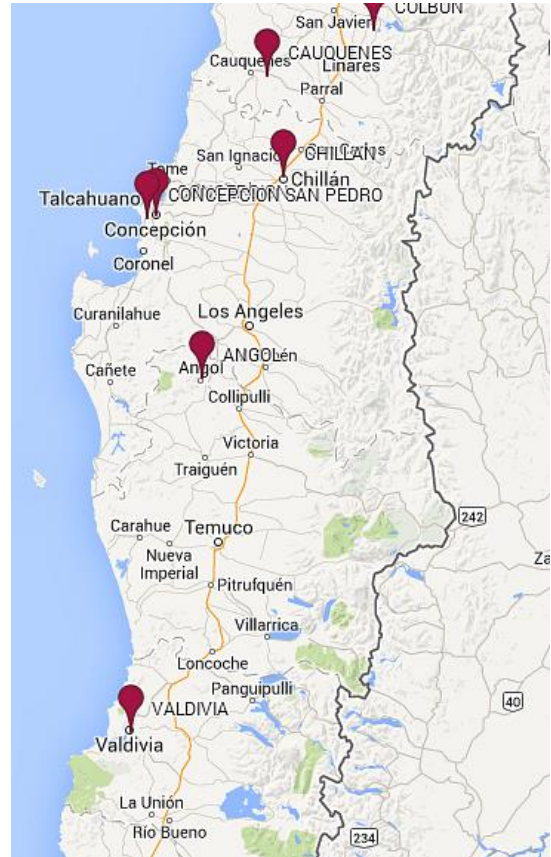 COLBUN
San Javier
CAUQUENES
Cauquenes
Linares
Parral
San Ignacio
CHILLAN
Chillán
Tome
Talcahuano
CONCEPCION SAN PEDRO
Concepción
Coronel
Curanilahue
Los Angeles
ANGOL
Angol
Cañete
Collipulli
Victoria
Traiguén
Carahue
Temuco
242
Nueva
Imperial
Za
Pitrufquén
Villarrica
Loncoche
Panguipulli
VALDIVIA
40
Valdivia
La Unión
Río Bueno
234